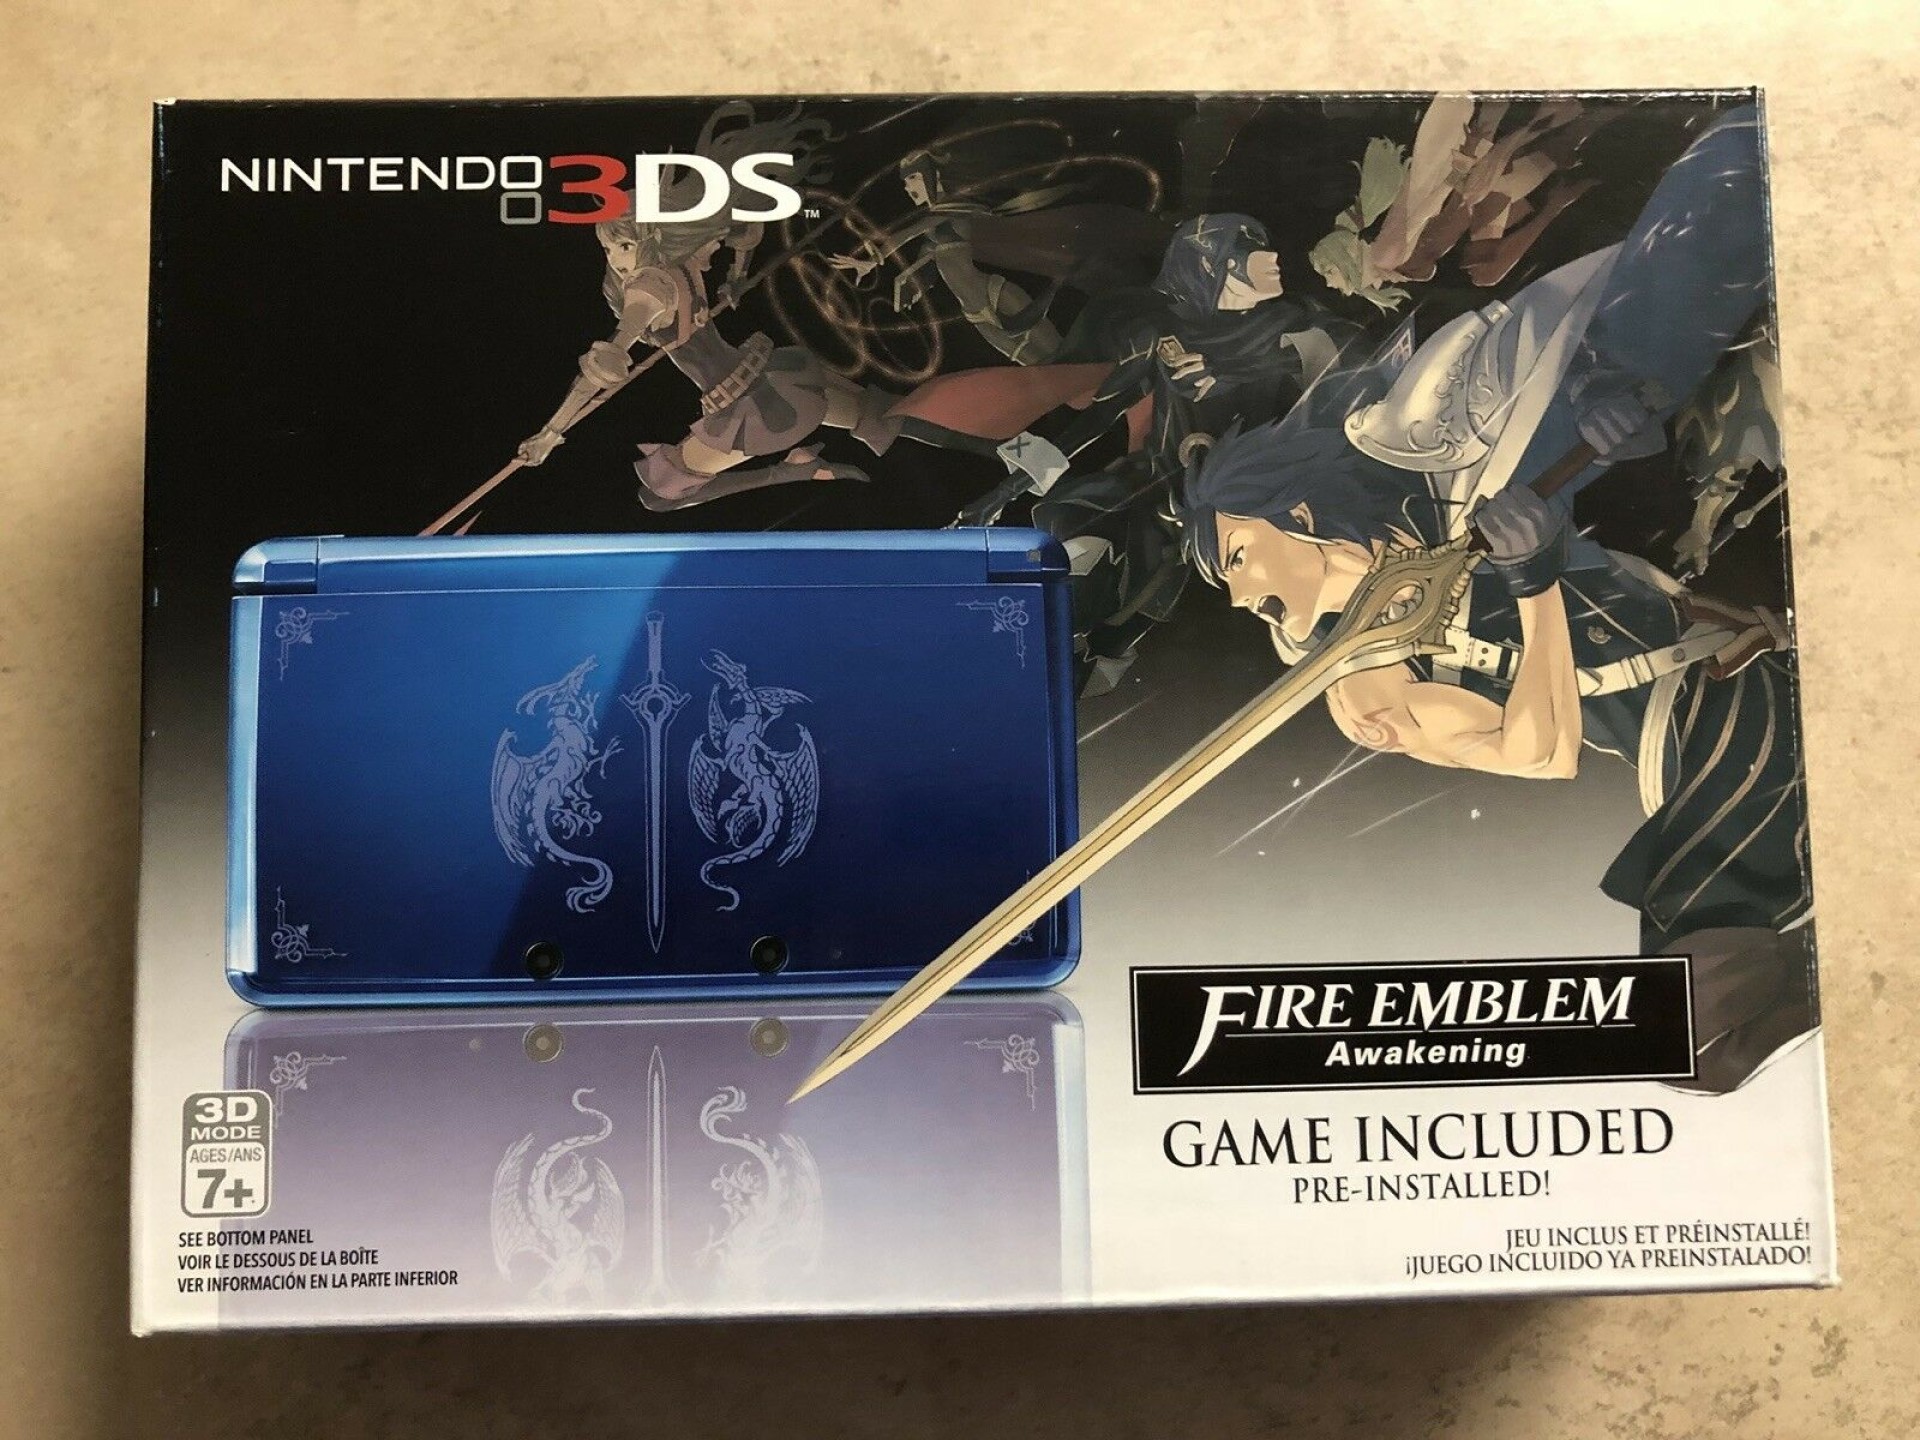 NINTENDO 3DS™
FIRE EMBLEM
Awakening
GAME INCLUDED
PRE-INSTALLED!
JEU INCLUS ET PRÉINSTALLÉ!
¡JUEGO INCLUIDO YA PREINSTALADO!
3D
MODE
AGES/ANS
7+
SEE BOTTOM PANEL
VOIR LE DESSOUS DE LA BOÎTE
VER INFORMACIÓN EN LA PARTE INFERIOR